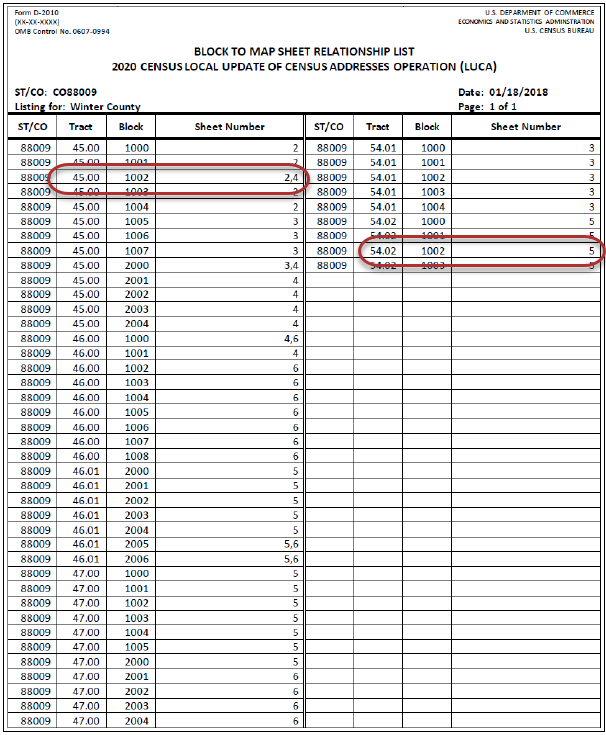 Form D-2010 U.S. DEPARMENT OF COMMERCE
(XX-XX-XXXX) ECONOMICS AND STATISTICS ADMINSTRATION
OMB Control No. 0607-0994 U.S. CENSUS BUREAU
BLOCK TO MAP SHEET RELATIONSHIP LIST
2020 CENSUS LOCAL UPDATE OF CENSUS ADDRESSES OPERATION (LUCA)
ST/CO: CO88009 Date: 01/18/2018
Listing for: Winter County Page: 1 of 1
ST/CO Tract Block Sheet Number ST/CO Tract Block Sheet Number
88009 45.00 1000 2 88009 54.01 1000 3
88009 45.00 1001 2 88009 54.01 1001 3
88009 45.00 1002 2,4 88009 54.01 1002 3
88009 45.00 1003 2 88009 54.01 1003 3
88009 45.00 1004 2 88009 54.01 1004 3
88009 45.00 1005 3 88009 54.02 1000 5
88009 45.00 1006 3 88009 54.02 1001 5
88009 45.00 1007 3 88009 54.02 1002 5
88009 45.00 2000 3,4 88009 54.02 1003 5
88009 45.00 2001 4
88009 45.00 2002 4
88009 45.00 2003 4
88009 45.00 2004 4
88009 46.00 1000 4,6
88009 46.00 1001 4
88009 46.00 1002 6
88009 46.00 1003 6
88009 46.00 1004 6
88009 46.00 1005 6
88009 46.00 1006 6
88009 46.00 1007 6
88009 46.00 1008 6
88009 46.01 2000 5
88009 46.01 2001 5
88009 46.01 2002 5
88009 46.01 2003 5
88009 46.01 2004 5
88009 46.01 2005 5,6
88009 46.01 2006 5,6
88009 47.00 1000 5
88009 47.00 1001 5
88009 47.00 1002 5
88009 47.00 1003 5
88009 47.00 1004 5
88009 47.00 1005 5
88009 47.00 2000 5
88009 47.00 2001 6
88009 47.00 2002 6
88009 47.00 2003 6
88009 47.00 2004 6